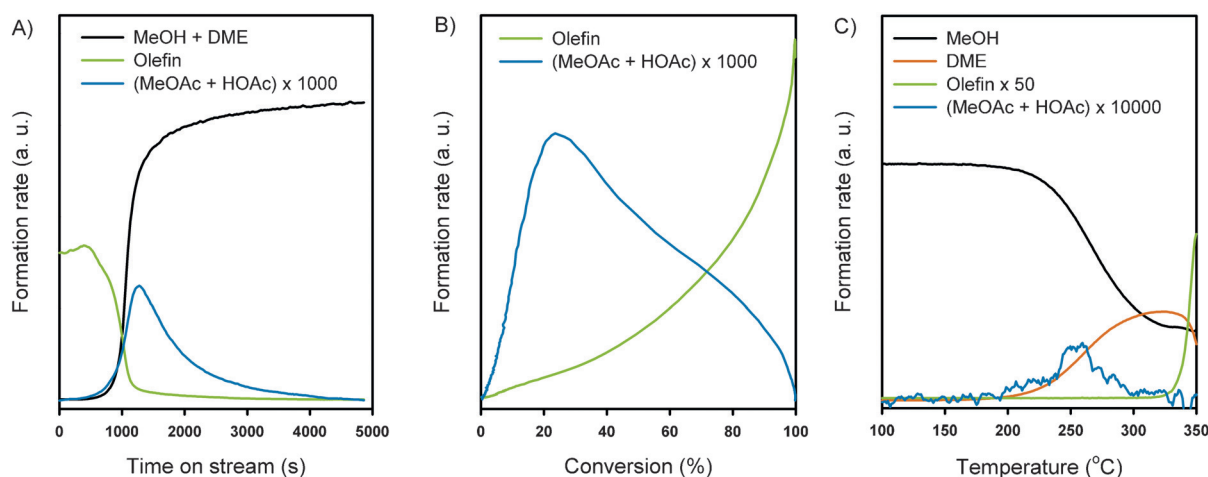 A)
MeOH + DME
Olefin
(MeOAc + HOAc) x 1000
Formation rate (a. u.)
0 1000 2000 3000 4000 5000
Time on stream (s)
B)
Olefin
(MeOAc + HOAc) x 1000
Formation rate (a. u.)
0 20 40 60 80 100
Conversion (%)
C)
MeOH
DME
Olefin x 50
(MeOAc + HOAc) x 10000
Formation rate (a. u.)
100 150 200 250 300 350
Temperature (°C)